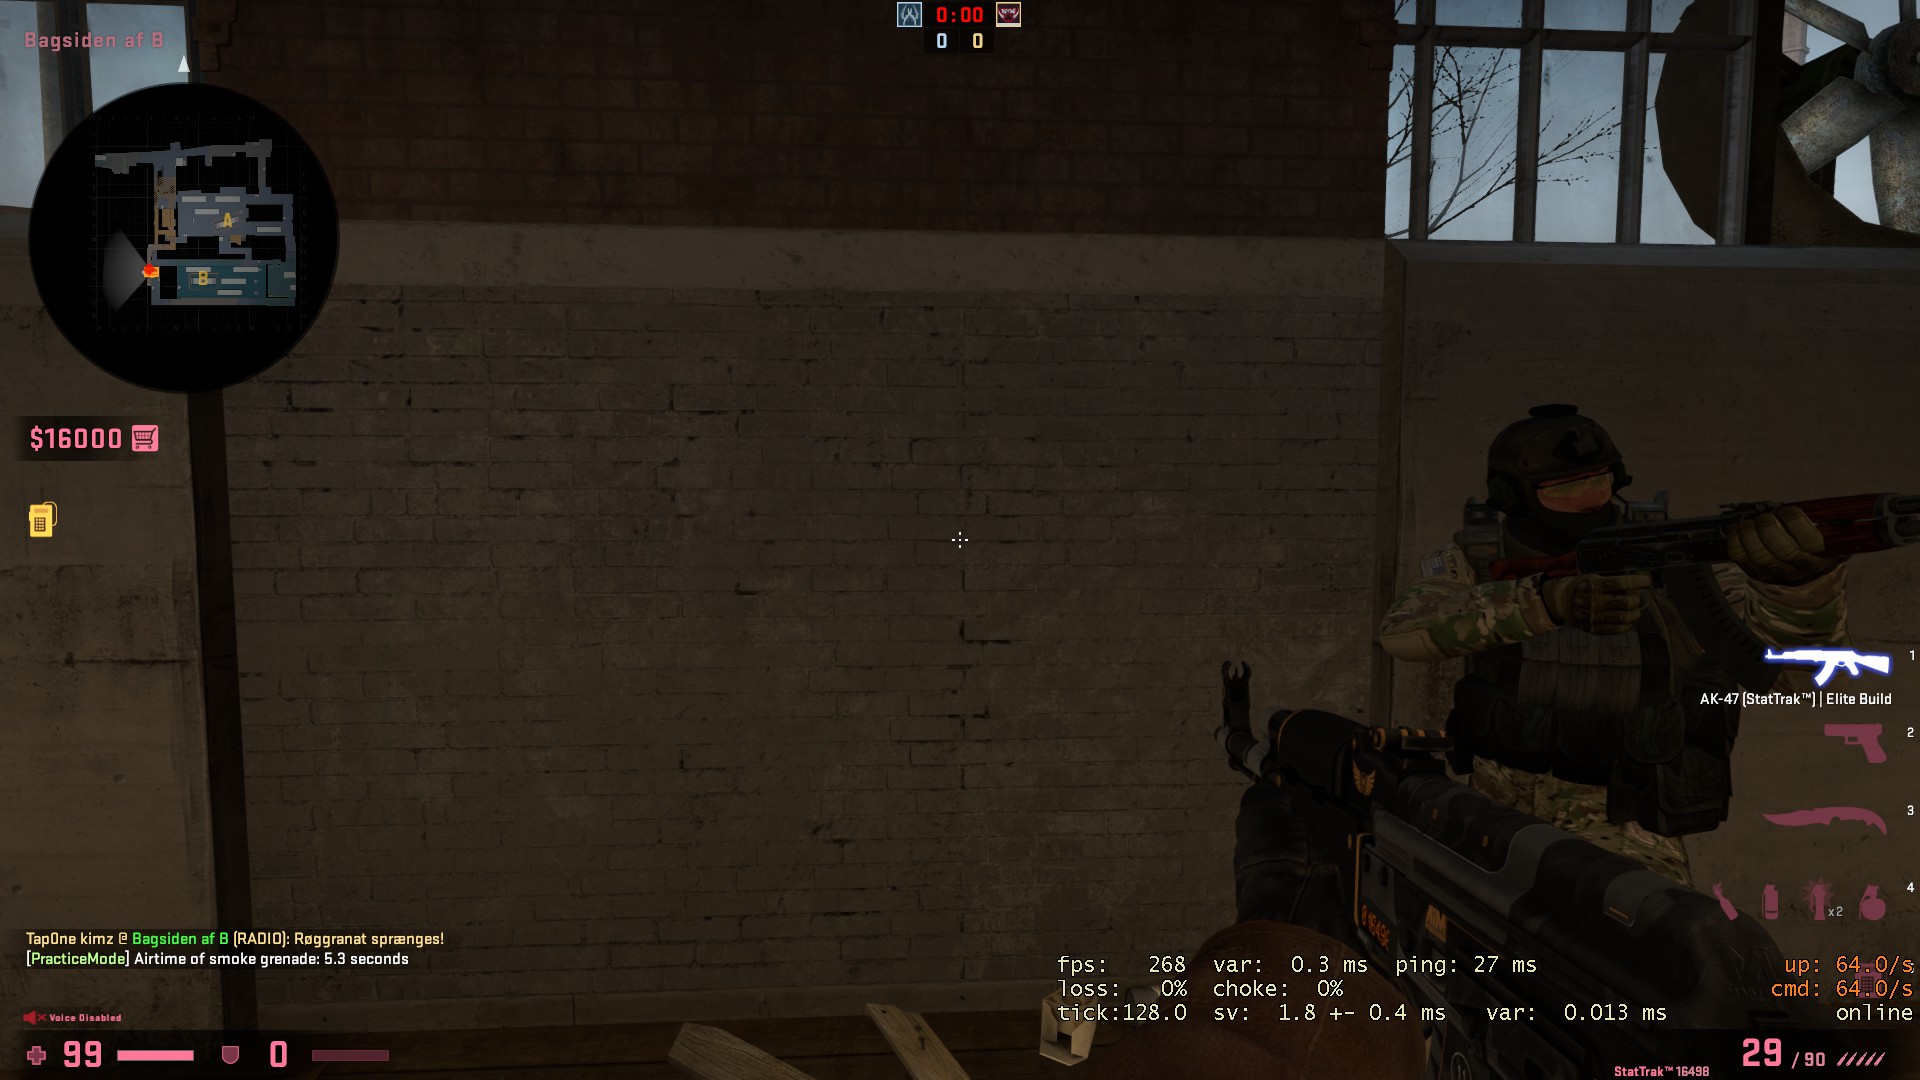 Bagsiden af B
0:00
0 0
A
B
$16000
1
AK-47 (StatTrak™) | Elite Build
2
3
4
x2
TapOne kimz @ Bagsiden af B (RADIO): Røggranat sprænges!
[PracticeMode] Airtime of smoke grenade: 5.3 seconds
fps: 268 var: 0.3 ms ping: 27 ms
loss: 0% choke: 0%
tick:128.0 sv: 1.8 +- 0.4 ms var: 0.013 ms
up: 64.0/s
cmd: 64.0/s
online
Voice Disabled
99
0
29 / 90
StatTrak™ 16498